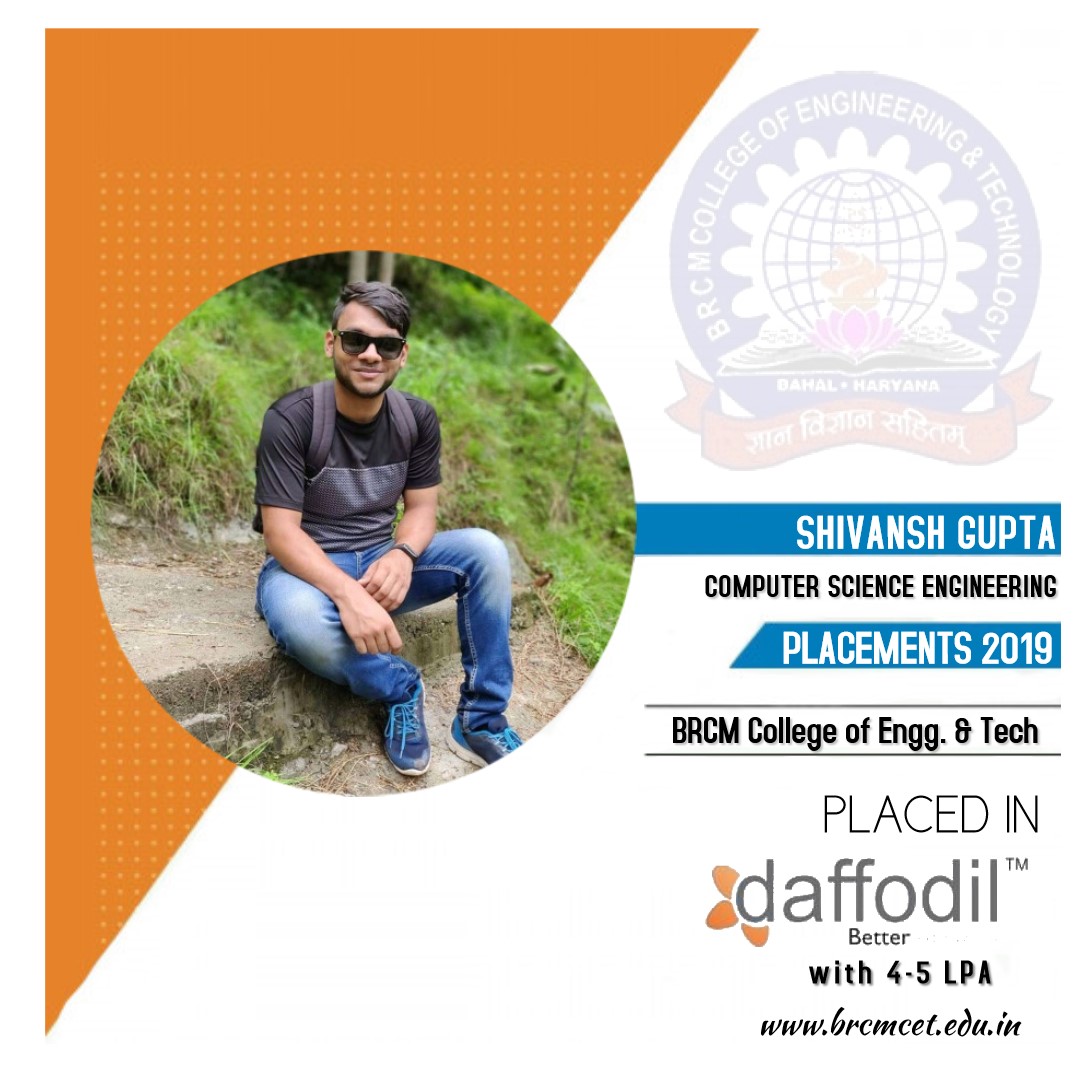 BRCM COLLEGE OF ENGINEERING & TECHNOLOGY
BAHAL • HARYANA
ज्ञान विज्ञान सहितम्
SHIVANSH GUPTA
COMPUTER SCIENCE ENGINEERING
PLACEMENTS 2019
BRCM College of Engg. & Tech
PLACED IN
daffodil™
Better
with 4-5 LPA
www.brcmcet.edu.in